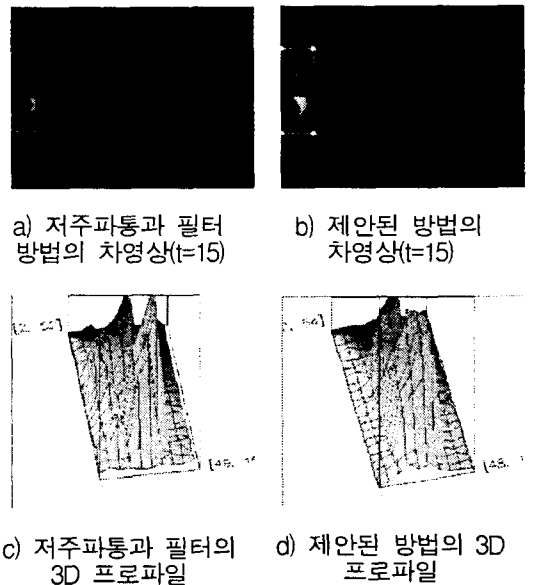 a) 저주파통과 필터
방법의 차영상(t=15)
b) 제안된 방법의
차영상(t=15)
c) 저주파통과 필터의
3D 프로파일
d) 제안된 방법의 3D
프로파일